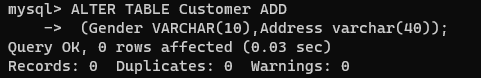 mysql> ALTER TABLE Customer ADD
    ->  (Gender VARCHAR(10),Address varchar(40));
Query OK, 0 rows affected (0.03 sec)
Records: 0  Duplicates: 0  Warnings: 0